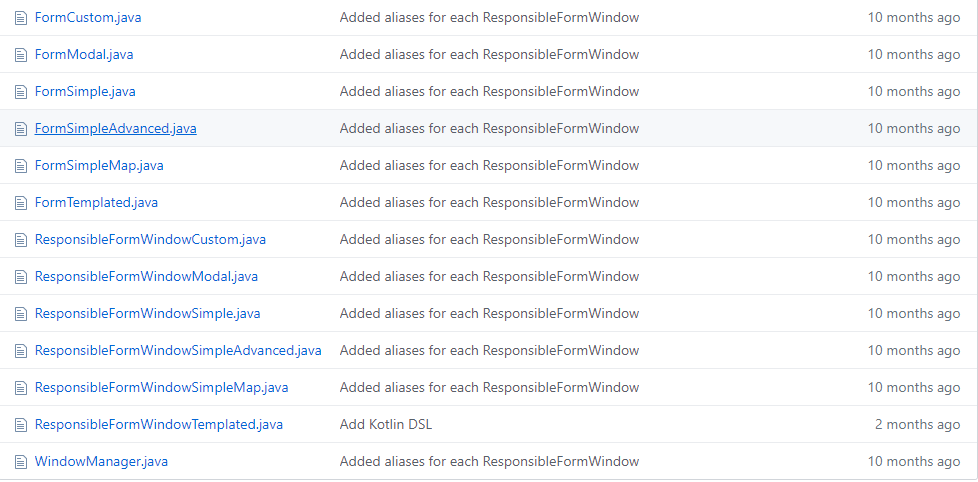 FormCustom.java Added aliases for each ResponsibleFormWindow 10 months ago
FormModal.java Added aliases for each ResponsibleFormWindow 10 months ago
FormSimple.java Added aliases for each ResponsibleFormWindow 10 months ago
FormSimpleAdvanced.java Added aliases for each ResponsibleFormWindow 10 months ago
FormSimpleMap.java Added aliases for each ResponsibleFormWindow 10 months ago
FormTemplated.java Added aliases for each ResponsibleFormWindow 10 months ago
ResponsibleFormWindowCustom.java Added aliases for each ResponsibleFormWindow 10 months ago
ResponsibleFormWindowModal.java Added aliases for each ResponsibleFormWindow 10 months ago
ResponsibleFormWindowSimple.java Added aliases for each ResponsibleFormWindow 10 months ago
ResponsibleFormWindowSimpleAdvanced.java Added aliases for each ResponsibleFormWindow 10 months ago
ResponsibleFormWindowSimpleMap.java Added aliases for each ResponsibleFormWindow 10 months ago
ResponsibleFormWindowTemplated.java Add Kotlin DSL 2 months ago
WindowManager.java Added aliases for each ResponsibleFormWindow 10 months ago